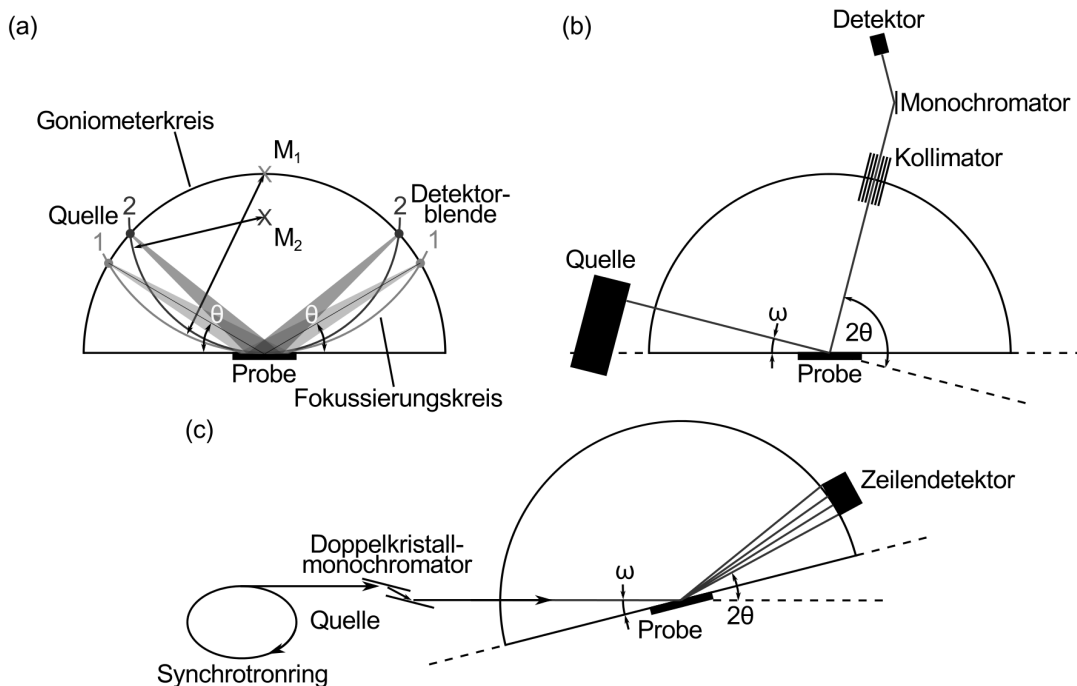 (a)
Goniometerkreis
M1
Quelle
2
1
M2
2
Detektor-
blende
1
θ
θ
Probe
Fokussierungskreis
(b)
Detektor
Monochromator
Kollimator
Quelle
ω
2θ
Probe
(c)
Doppelkristall-
monochromator
Zeilendetektor
ω
Quelle
Probe
2θ
Synchrotronring